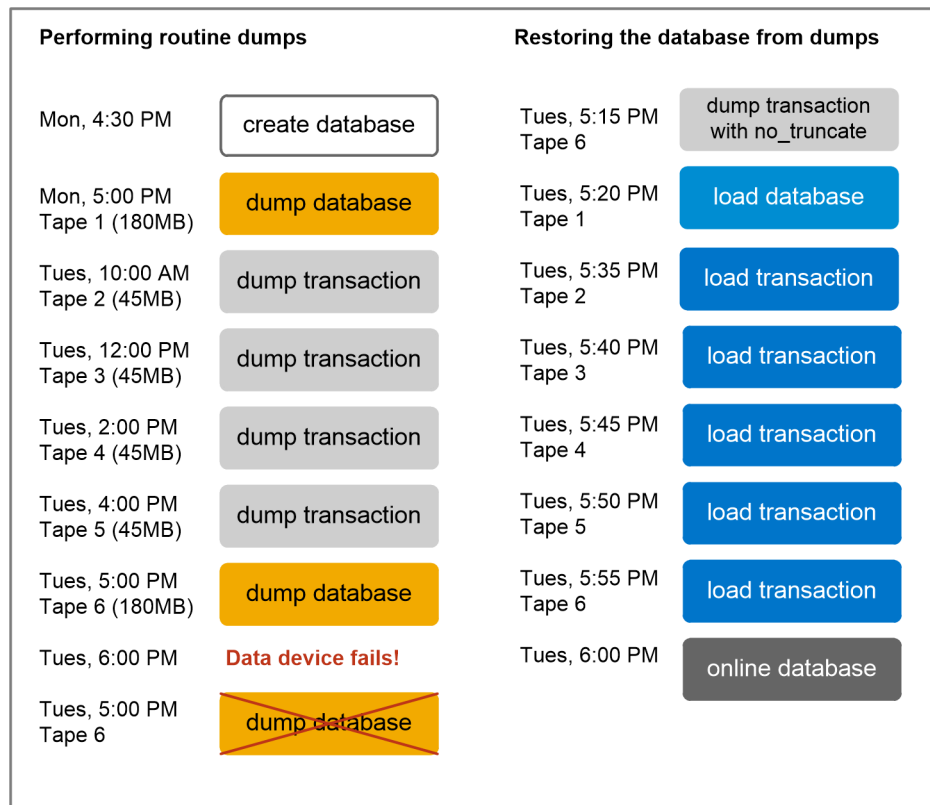 Performing routine dumps
Mon, 4:30 PM
create database
Mon, 5:00 PM
Tape 1 (180MB)
dump database
Tues, 10:00 AM
Tape 2 (45MB)
dump transaction
Tues, 12:00 PM
Tape 3 (45MB)
dump transaction
Tues, 2:00 PM
Tape 4 (45MB)
dump transaction
Tues, 4:00 PM
Tape 5 (45MB)
dump transaction
Tues, 5:00 PM
Tape 6 (180MB)
dump database
Tues, 6:00 PM
Data device fails!
Tues, 5:00 PM
Tape 6
dump database
Restoring the database from dumps
Tues, 5:15 PM
Tape 6
dump transaction
with no_truncate
Tues, 5:20 PM
Tape 1
load database
Tues, 5:35 PM
Tape 2
load transaction
Tues, 5:40 PM
Tape 3
load transaction
Tues, 5:45 PM
Tape 4
load transaction
Tues, 5:50 PM
Tape 5
load transaction
Tues, 5:55 PM
Tape 6
load transaction
Tues, 6:00 PM
online database